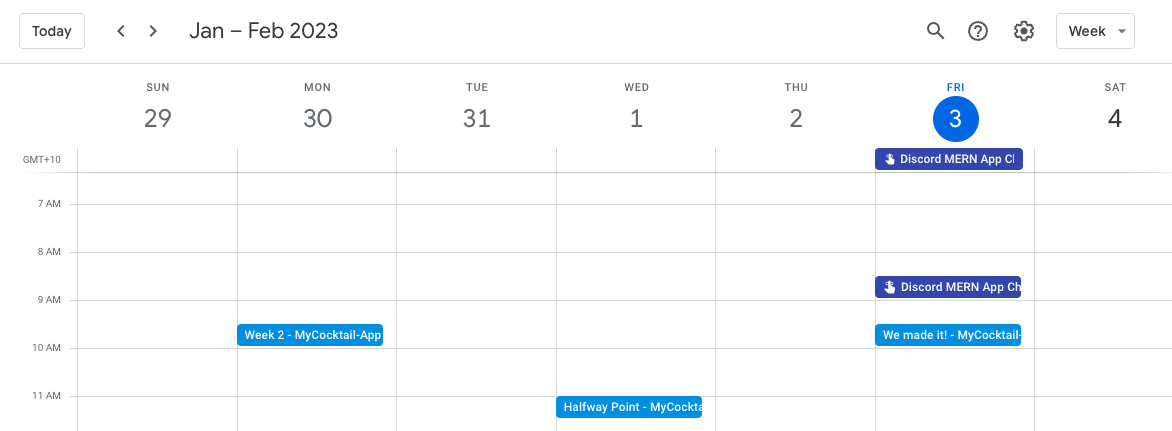 Today
Jan – Feb 2023
Week
SUN MON TUE WED THU FRI SAT
29 30 31 1 2 3 4
GMT+10
Discord MERN App Cl
7 AM
8 AM
Discord MERN App Ch
9 AM
Week 2 - MyCocktail-App
We made it! - MyCocktail-
10 AM
11 AM
Halfway Point - MyCockta